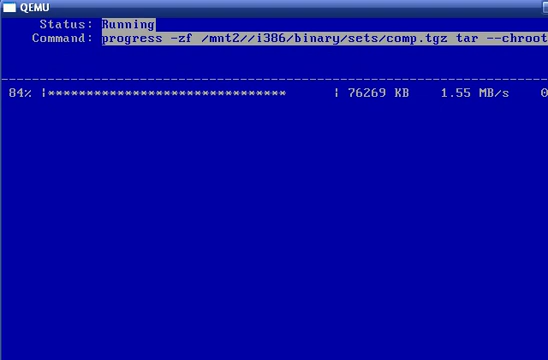 QEMU
Status: Running
Command: progress -zf /mnt2//i386/binary/sets/comp.tgz tar --chroot
84% |******************************* | 76269 KB 1.55 MB/s 0